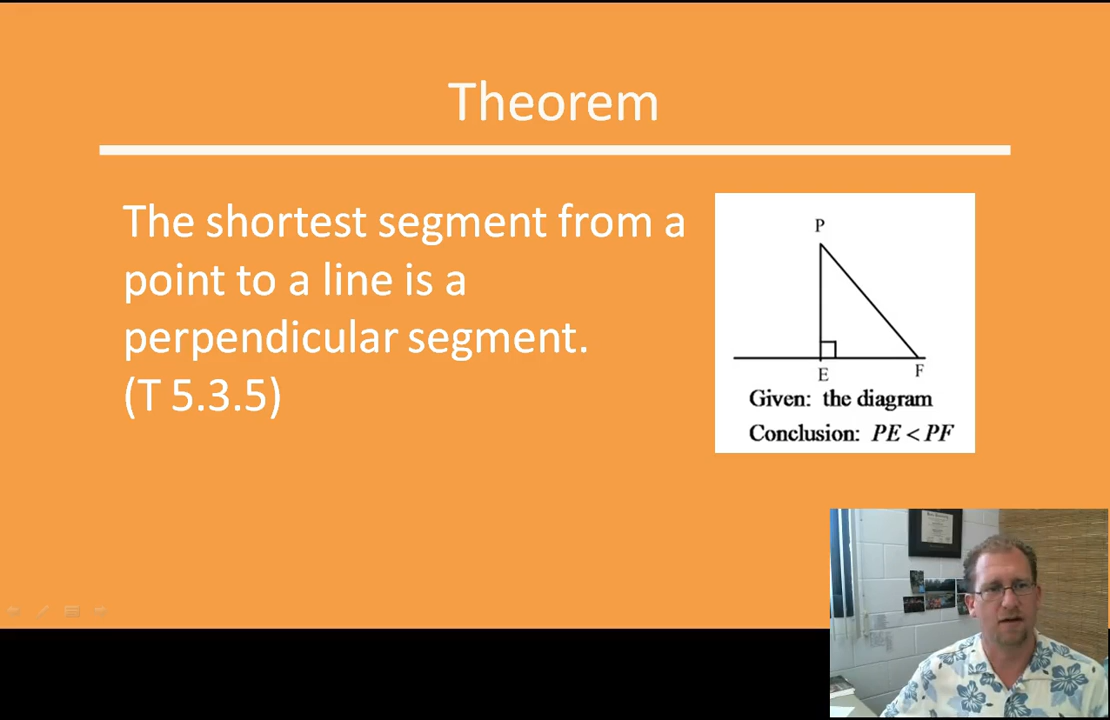 Theorem
The shortest segment from a
point to a line is a
perpendicular segment.
(T 5.3.5)
P
E
F
Given: the diagram
Conclusion: PE < PF